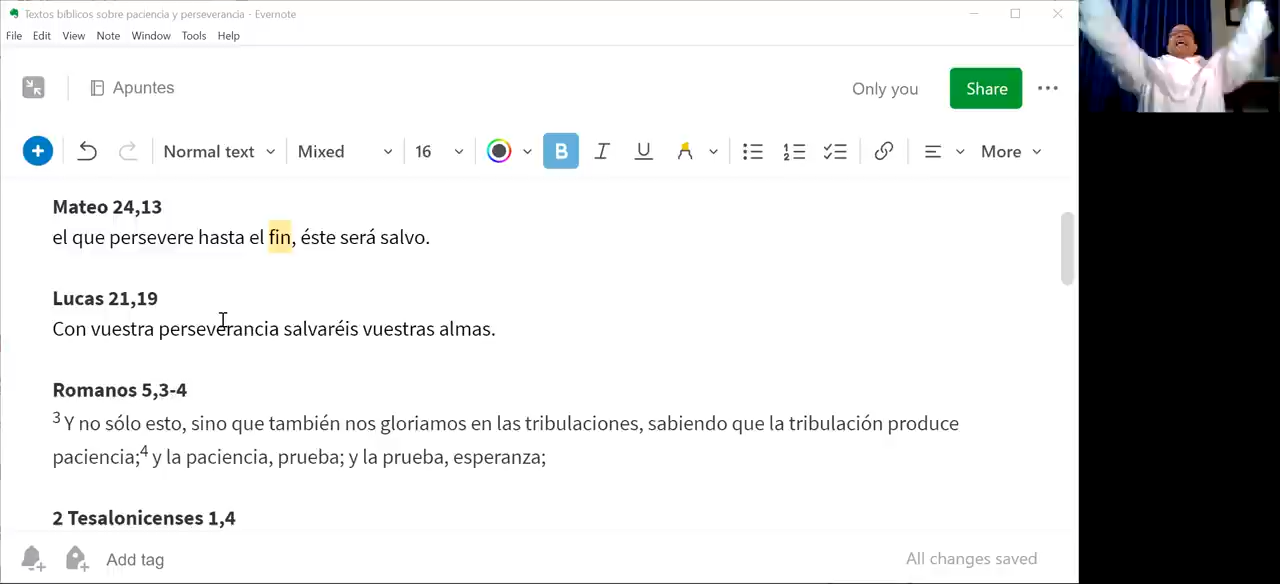 Textos bíblicos sobre paciencia y perseverancia - Evernote
File Edit View Note Window Tools Help
Apuntes
Only you
Share
Normal text
Mixed
16
B I U A
More
Mateo 24,13
el que persevere hasta el fin, éste será salvo.
Lucas 21,19
Con vuestra perseverancia salvaréis vuestras almas.
Romanos 5,3-4
3 Y no sólo esto, sino que también nos gloriamos en las tribulaciones, sabiendo que la tribulación produce
paciencia;4 y la paciencia, prueba; y la prueba, esperanza;
2 Tesalonicenses 1,4
Add tag
All changes saved